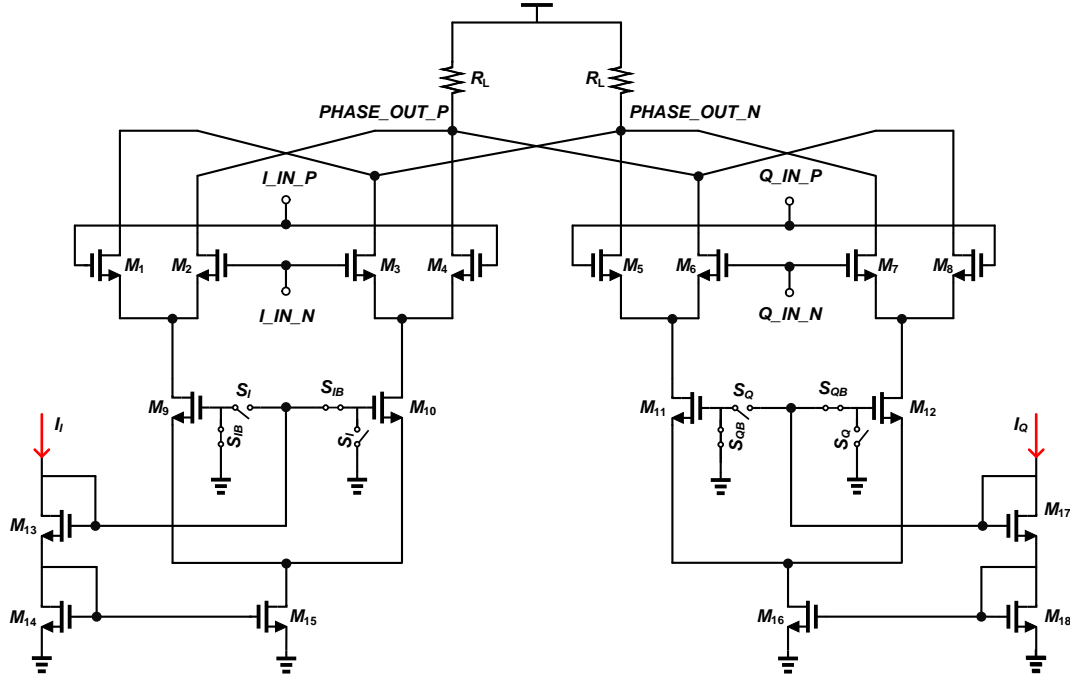 R_L R_L
PHASE_OUT_P PHASE_OUT_N
I_IN_P Q_IN_P
M1 M2 M3 M4 M5 M6 M7 M8
I_IN_N Q_IN_N
M9 S_I S_IB M10 M11 S_Q S_QB M12
S_IB S_I S_QB S_Q
I_I I_Q
M13 M17
M14 M15 M16 M18